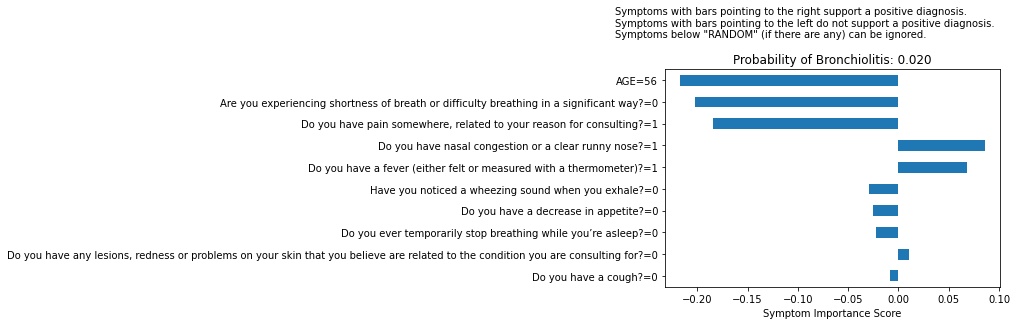 Symptoms with bars pointing to the right support a positive diagnosis.
Symptoms with bars pointing to the left do not support a positive diagnosis.
Symptoms below "RANDOM" (if there are any) can be ignored.
Probability of Bronchiolitis: 0.020
AGE=56
Are you experiencing shortness of breath or difficulty breathing in a significant way?=0
Do you have pain somewhere, related to your reason for consulting?=1
Do you have nasal congestion or a clear runny nose?=1
Do you have a fever (either felt or measured with a thermometer)?=1
Have you noticed a wheezing sound when you exhale?=0
Do you have a decrease in appetite?=0
Do you ever temporarily stop breathing while you’re asleep?=0
Do you have any lesions, redness or problems on your skin that you believe are related to the condition you are consulting for?=0
Do you have a cough?=0
−0.20 −0.15 −0.10 −0.05 0.00 0.05 0.10
Symptom Importance Score